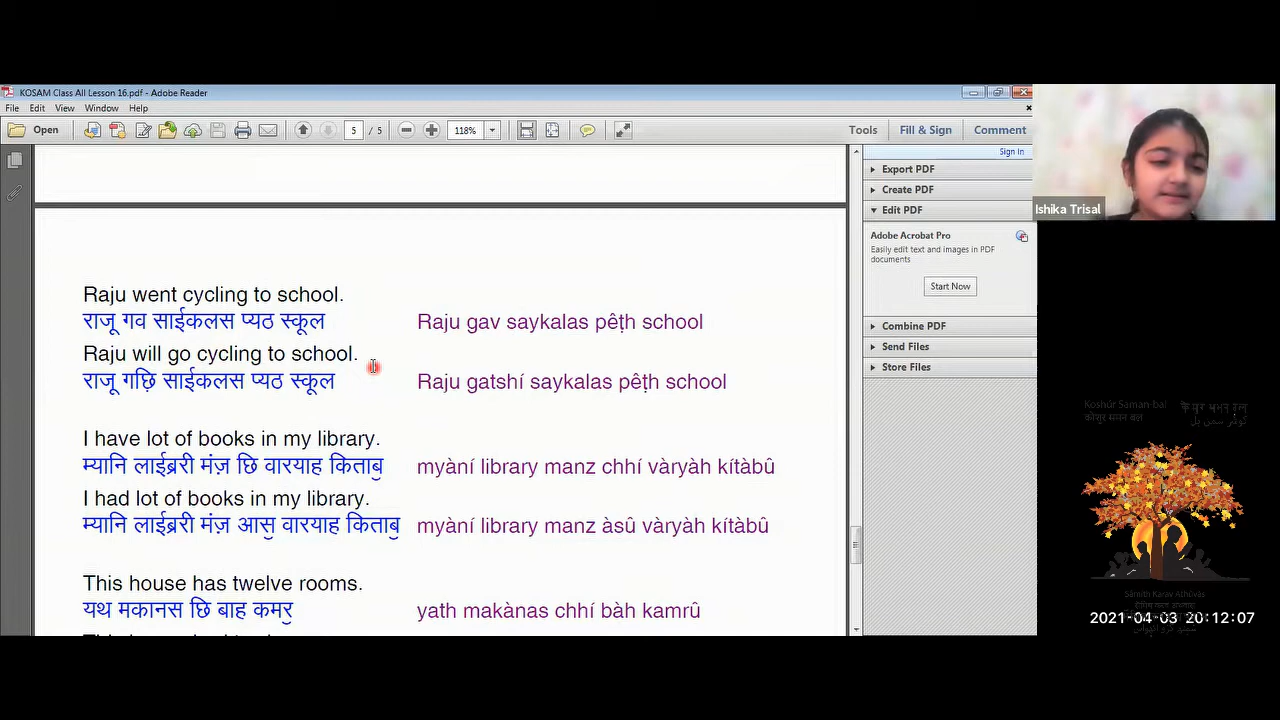 KOSAM Class All Lesson 16.pdf - Adobe Reader
File Edit View Window Help
Open 5 / 5 118% Tools Fill & Sign Comment
Sign In
Export PDF
Create PDF
Edit PDF
Adobe Acrobat Pro
Easily edit text and images in PDF
documents
Start Now
Combine PDF
Send Files
Store Files
Raju went cycling to school.
राजू गव साईकलस प्यठ स्कूल Raju gav saykalas pêṭh school
Raju will go cycling to school.
राजू गछ़ि साईकलस प्यठ स्कूल Raju gatshí saykalas pêṭh school
I have lot of books in my library.
म्यानि लाईब्ररी मंज़ छि वारयाह किताबॖ myàní library manz chhí vàryàh kítàbû
I had lot of books in my library.
म्यानि लाईब्ररी मंज़ आसॖ वारयाह किताबॖ myàní library manz àsû vàryàh kítàbû
This house has twelve rooms.
यथ मकानस छि बाह कमरॖ yath makànas chhí bàh kamrû
Ishika Trisal
Koshúr Saman-bal
कॉशुर समन बल
Sâmith Karav Athûvàs
2021-04-03 20:12:07